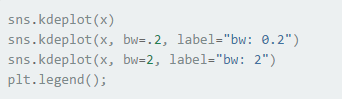 sns.kdeplot(x)
sns.kdeplot(x, bw=.2, label="bw: 0.2")
sns.kdeplot(x, bw=2, label="bw: 2")
plt.legend();